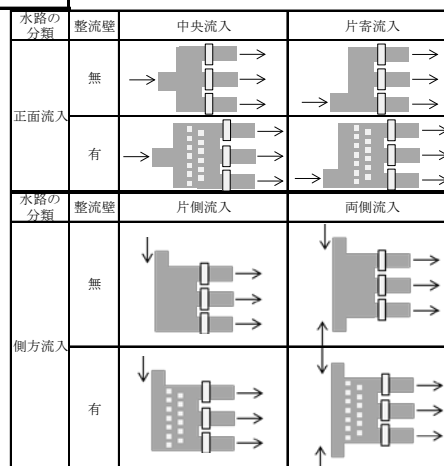 水路の
分類
整流壁
中央流入
片寄流入
正面流入
無
有
水路の
分類
整流壁
片側流入
両側流入
側方流入
無
有